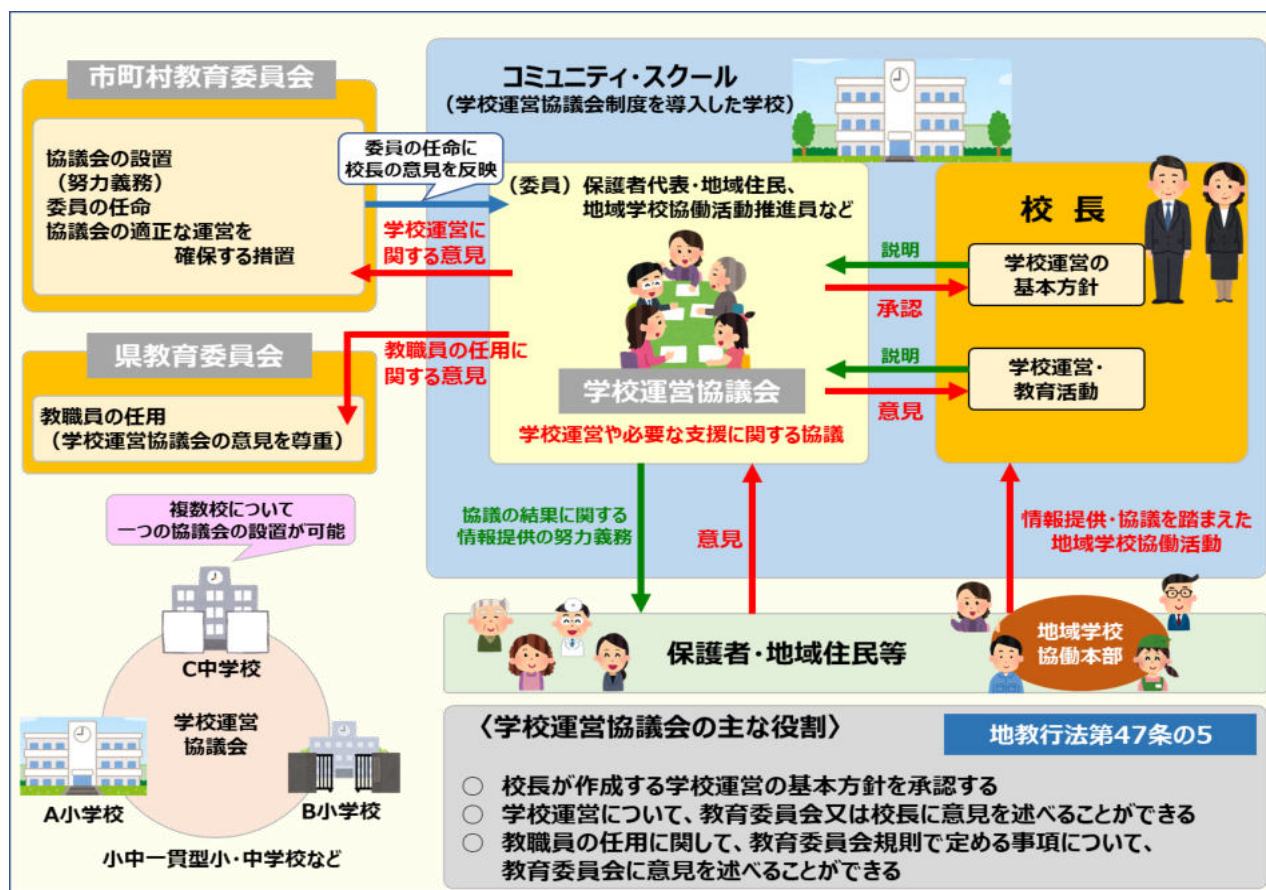 市町村教育委員会
協議会の設置
（努力義務）
委員の任命
協議会の適正な運営を
確保する措置
委員の任命に
校長の意見を反映
学校運営に
関する意見
県教育委員会
教職員の任用
（学校運営協議会の意見を尊重）
教職員の任用に
関する意見
コミュニティ・スクール
（学校運営協議会制度を導入した学校）
（委員）保護者代表・地域住民、
地域学校協働活動推進員など
学校運営協議会
学校運営や必要な支援に関する協議
校長
説明
学校運営の
基本方針
承認
説明
学校運営・
教育活動
意見
協議の結果に関する
情報提供の努力義務
意見
情報提供・協議を踏まえた
地域学校協働活動
保護者・地域住民等
地域学校
協働本部
複数校について
一つの協議会の設置が可能
C中学校
学校運営
協議会
A小学校
B小学校
小中一貫型小・中学校など
〈学校運営協議会の主な役割〉
地教行法第47条の5
○ 校長が作成する学校運営の基本方針を承認する
○ 学校運営について、教育委員会又は校長に意見を述べることができる
○ 教職員の任用に関して、教育委員会規則で定める事項について、
教育委員会に意見を述べることができる